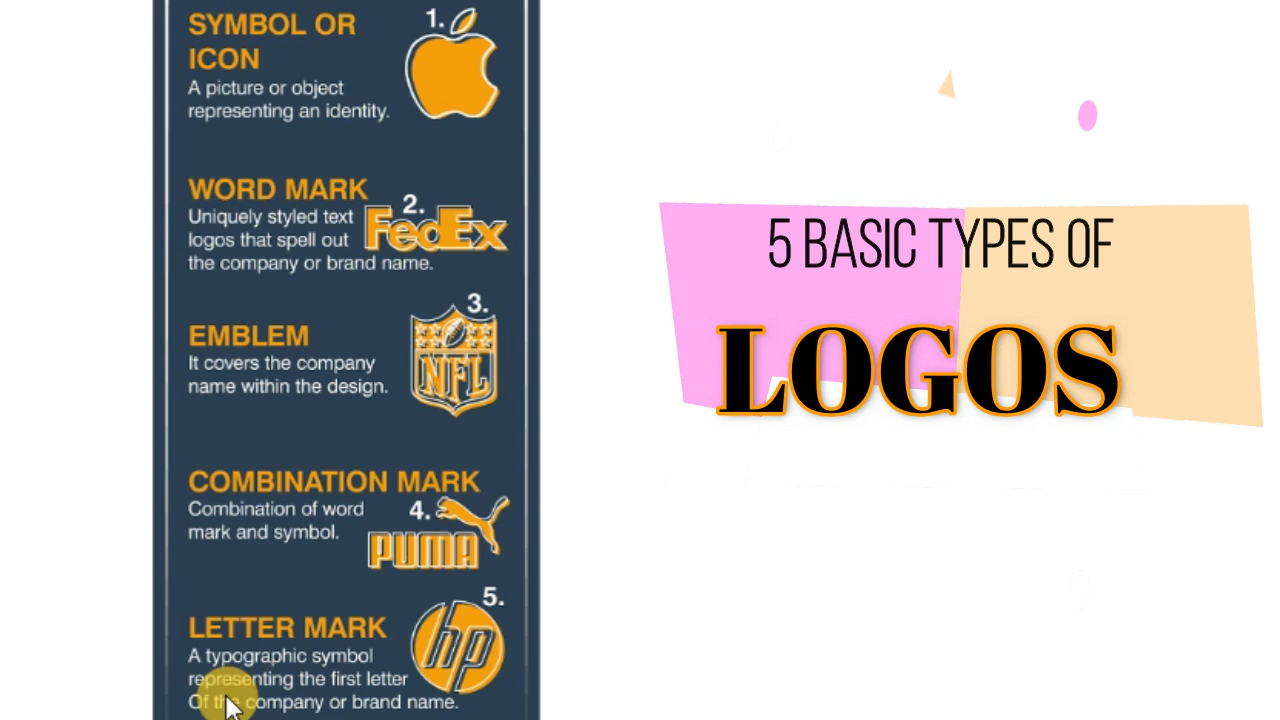 SYMBOL OR
ICON
1.
A picture or object
representing an identity.
WORD MARK
2.
FedEx
Uniquely styled text
logos that spell out
the company or brand name.
EMBLEM
3.
NFL
It covers the company
name within the design.
COMBINATION MARK
4.
PUMA
Combination of word
mark and symbol.
LETTER MARK
5.
hp
A typographic symbol
representing the first letter
Of the company or brand name.
5 BASIC TYPES OF
LOGOS